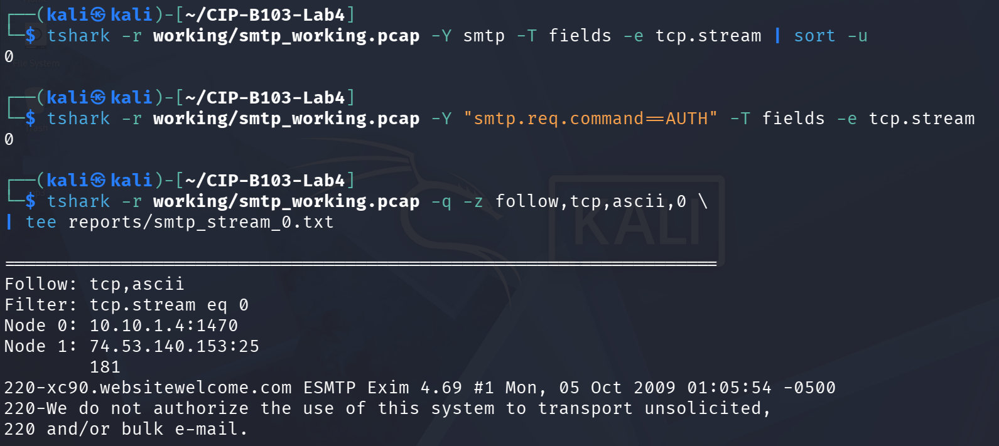 ┌──(kali㉿kali)-[~/CIP-B103-Lab4]
└─$ tshark -r working/smtp_working.pcap -Y smtp -T fields -e tcp.stream | sort -u
0
File System
┌──(kali㉿kali)-[~/CIP-B103-Lab4]
└─$ tshark -r working/smtp_working.pcap -Y "smtp.req.command==AUTH" -T fields -e tcp.stream
0
┌──(kali㉿kali)-[~/CIP-B103-Lab4]
└─$ tshark -r working/smtp_working.pcap -q -z follow,tcp,ascii,0 \
| tee reports/smtp_stream_0.txt
KALI
===================================================================
Follow: tcp,ascii
Filter: tcp.stream eq 0
Node 0: 10.10.1.4:1470
Node 1: 74.53.140.153:25
        181
220-xc90.websitewelcome.com ESMTP Exim 4.69 #1 Mon, 05 Oct 2009 01:05:54 -0500
220-We do not authorize the use of this system to transport unsolicited,
220 and/or bulk e-mail.